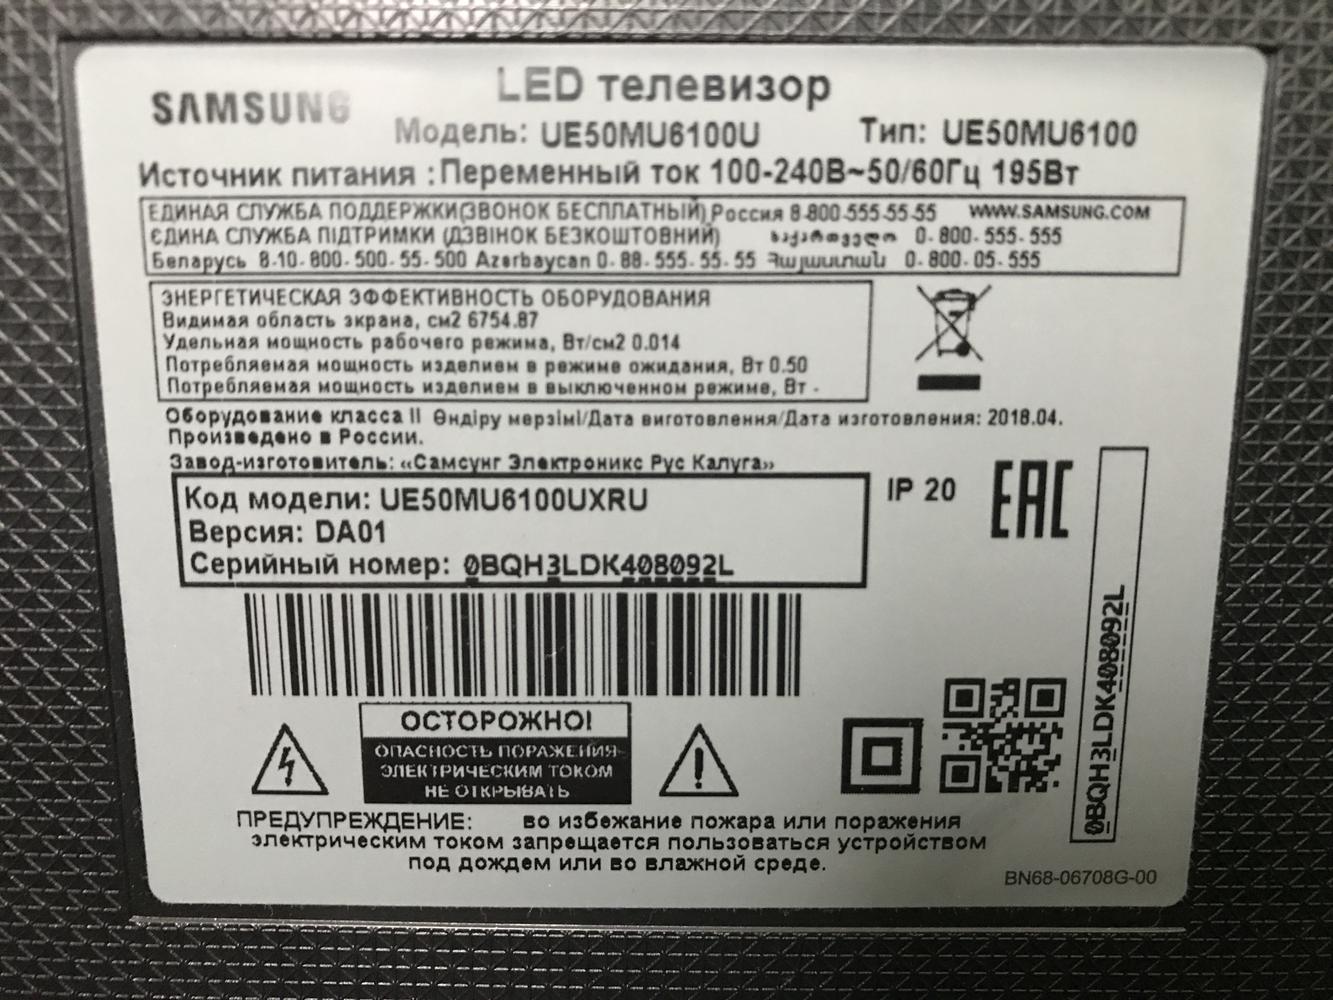 SAMSUNG
LED телевизор
Модель: UE50MU6100U Тип: UE50MU6100
Источник питания : Переменный ток 100-240В~50/60Гц 195Вт
ЕДИНАЯ СЛУЖБА ПОДДЕРЖКИ(ЗВОНОК БЕСПЛАТНЫЙ) Россия 8-800-555-55-55 WWW.SAMSUNG.COM
ЄДИНА СЛУЖБА ПІДТРИМКИ (ДЗВІНОК БЕЗКОШТОВНИЙ) საქართველო 0-800-555-555
Беларусь 8-10-800-500-55-500 Azərbaycan 0-88-555-55-55 Հայաստան 0-800-05-555
ЭНЕРГЕТИЧЕСКАЯ ЭФФЕКТИВНОСТЬ ОБОРУДОВАНИЯ
Видимая область экрана, см2 6754.87
Удельная мощность рабочего режима, Вт/см2 0.014
Потребляемая мощность изделием в режиме ожидания, Вт 0.50
Потребляемая мощность изделием в выключенном режиме, Вт -
Оборудование класса II Өндіру мерзімі/Дата виготовлення/Дата изготовления: 2018.04.
Произведено в России.
Завод-изготовитель: «Самсунг Электроникс Рус Калуга»
Код модели: UE50MU6100UXRU
Версия: DA01
Серийный номер: 0BQH3LDK408092L
IP 20
EAC
0BQH3LDK408092L
ОСТОРОЖНО!
ОПАСНОСТЬ ПОРАЖЕНИЯ
ЭЛЕКТРИЧЕСКИМ ТОКОМ
НЕ ОТКРЫВАТЬ
ПРЕДУПРЕЖДЕНИЕ: во избежание пожара или поражения
электрическим током запрещается пользоваться устройством
под дождем или во влажной среде.
BN68-06708G-00